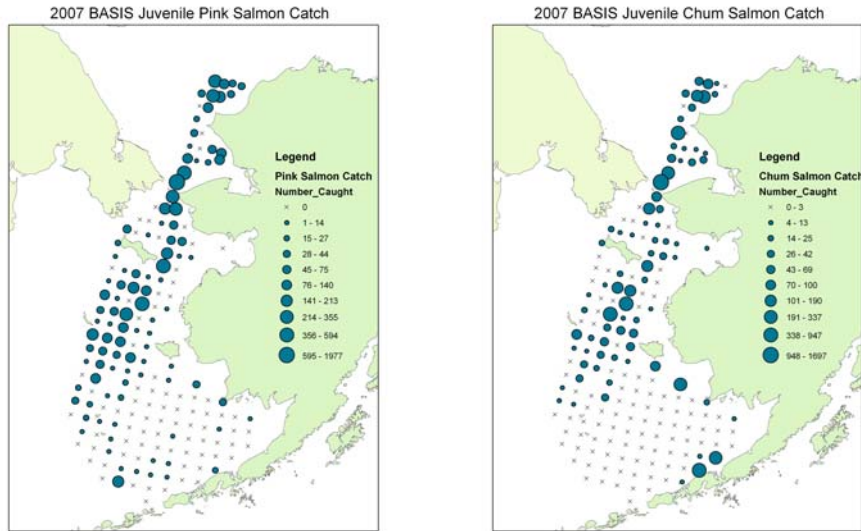 2007 BASIS Juvenile Pink Salmon Catch
Legend
Pink Salmon Catch
Number_Caught
0
1 - 14
15 - 27
28 - 44
45 - 75
76 - 140
141 - 213
214 - 355
356 - 594
595 - 1977
2007 BASIS Juvenile Chum Salmon Catch
Legend
Chum Salmon Catch
Number_Caught
0 - 3
4 - 13
14 - 25
26 - 42
43 - 69
70 - 100
101 - 190
191 - 337
338 - 947
948 - 1697